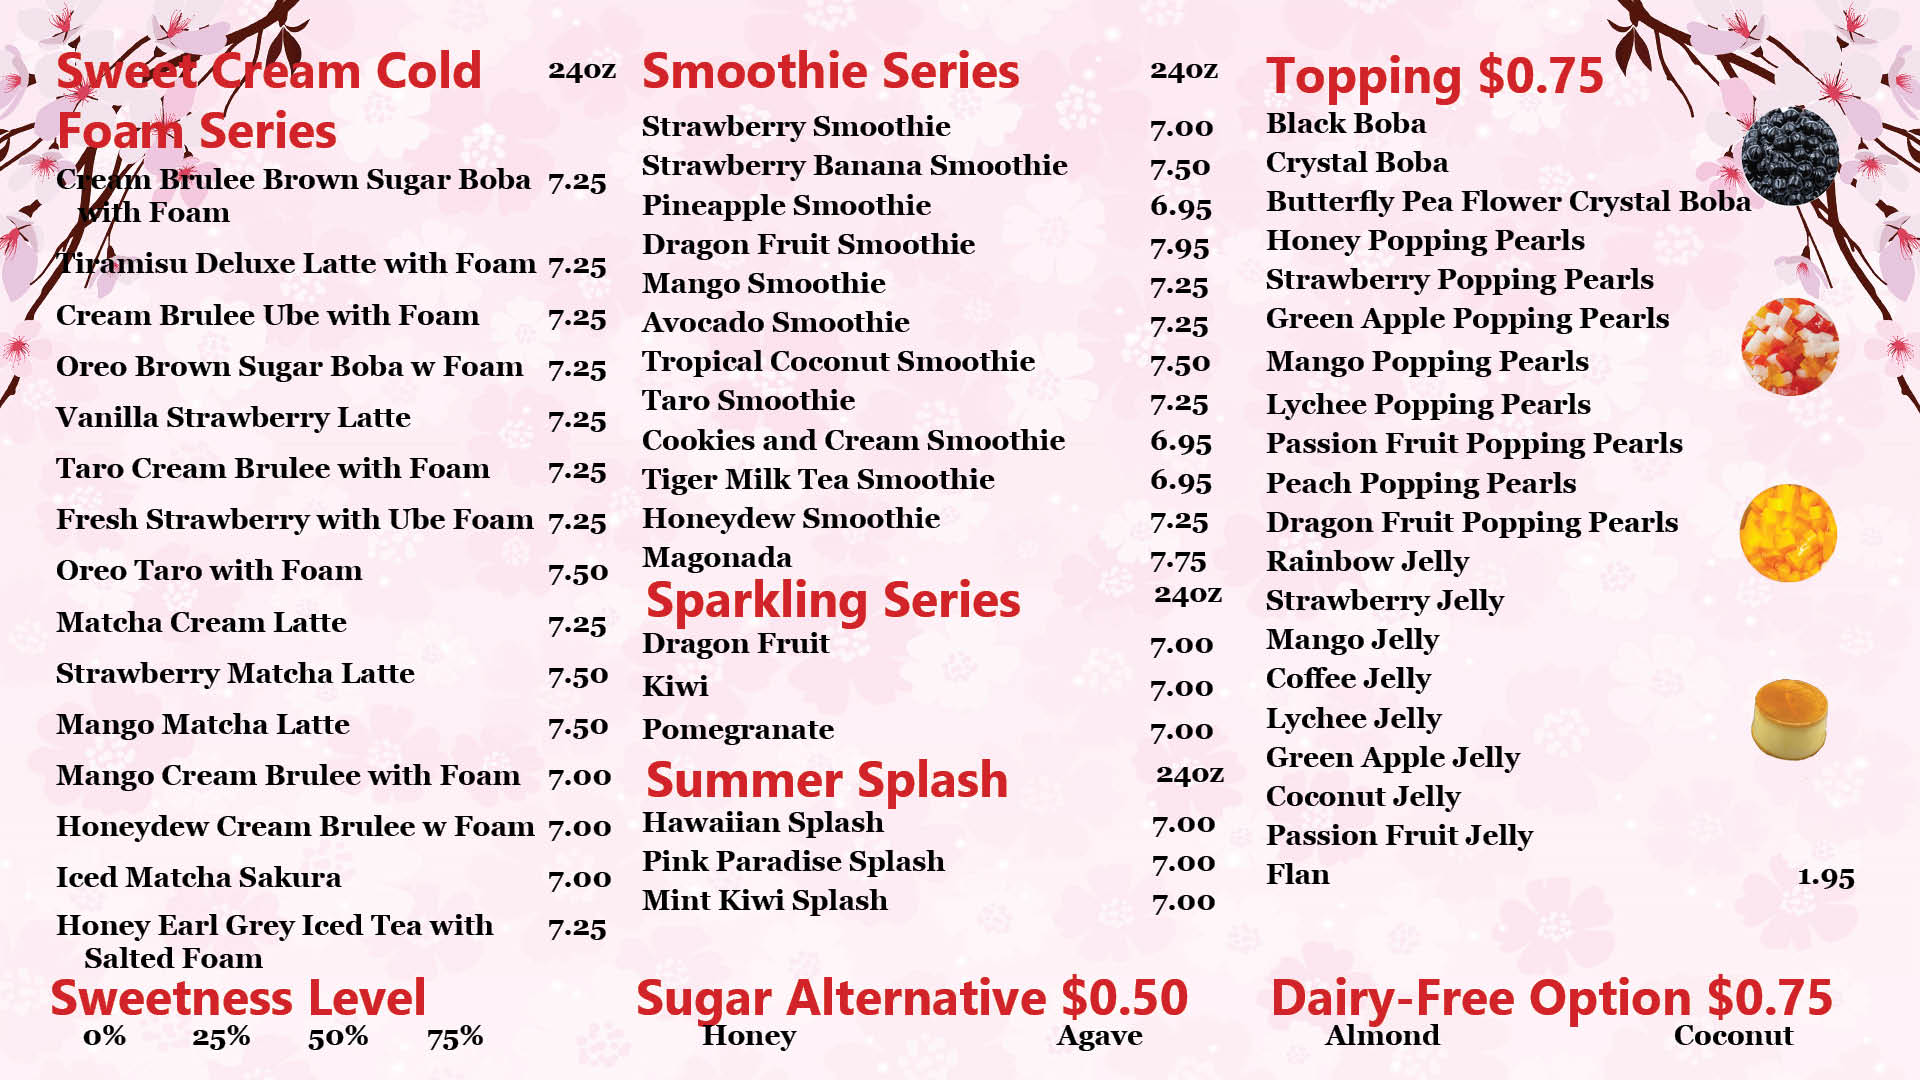 Sweet Cream Cold 24oz
Foam Series
Cream Brulee Brown Sugar Boba 7.25
with Foam
Tiramisu Deluxe Latte with Foam 7.25
Cream Brulee Ube with Foam 7.25
Oreo Brown Sugar Boba w Foam 7.25
Vanilla Strawberry Latte 7.25
Taro Cream Brulee with Foam 7.25
Fresh Strawberry with Ube Foam 7.25
Oreo Taro with Foam 7.50
Matcha Cream Latte 7.25
Strawberry Matcha Latte 7.50
Mango Matcha Latte 7.50
Mango Cream Brulee with Foam 7.00
Honeydew Cream Brulee w Foam 7.00
Iced Matcha Sakura 7.00
Honey Earl Grey Iced Tea with 7.25
Salted Foam
Smoothie Series 24oz
Strawberry Smoothie 7.00
Strawberry Banana Smoothie 7.50
Pineapple Smoothie 6.95
Dragon Fruit Smoothie 7.95
Mango Smoothie 7.25
Avocado Smoothie 7.25
Tropical Coconut Smoothie 7.50
Taro Smoothie 7.25
Cookies and Cream Smoothie 6.95
Tiger Milk Tea Smoothie 6.95
Honeydew Smoothie 7.25
Magonada 7.75
Sparkling Series 24oz
Dragon Fruit 7.00
Kiwi 7.00
Pomegranate 7.00
Summer Splash 24oz
Hawaiian Splash 7.00
Pink Paradise Splash 7.00
Mint Kiwi Splash 7.00
Topping $0.75
Black Boba
Crystal Boba
Butterfly Pea Flower Crystal Boba
Honey Popping Pearls
Strawberry Popping Pearls
Green Apple Popping Pearls
Mango Popping Pearls
Lychee Popping Pearls
Passion Fruit Popping Pearls
Peach Popping Pearls
Dragon Fruit Popping Pearls
Rainbow Jelly
Strawberry Jelly
Mango Jelly
Coffee Jelly
Lychee Jelly
Green Apple Jelly
Coconut Jelly
Passion Fruit Jelly
Flan 1.95
Sweetness Level
0% 25% 50% 75%
Sugar Alternative $0.50
Honey Agave
Dairy-Free Option $0.75
Almond Coconut